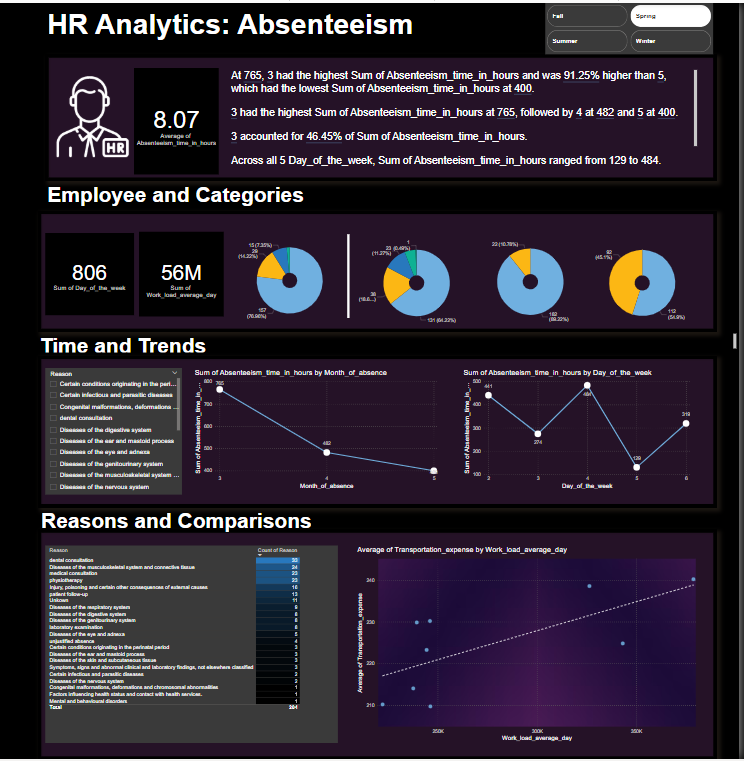 HR Analytics: Absenteeism
Fall
Spring
Summer
Winter
HR
8.07
Average of
Absenteeism_time_in_hours
At 765, 3 had the highest Sum of Absenteeism_time_in_hours and was 91.25% higher than 5,
which had the lowest Sum of Absenteeism_time_in_hours at 400.
3 had the highest Sum of Absenteeism_time_in_hours at 765, followed by 4 at 482 and 5 at 400.
3 accounted for 46.45% of Sum of Absenteeism_time_in_hours.
Across all 5 Day_of_the_week, Sum of Absenteeism_time_in_hours ranged from 129 to 484.
Employee and Categories
806
Sum of Day_of_the_week
56M
Sum of
Work_load_average_day
15 (7.35%)
29
(14.22%)
157
(76.96%)
1
(0.49%)
23
(11.27%)
38
(18.6...)
131 (64.22%)
22 (10.78%)
182
(89.22%)
92
(45.1%)
112
(54.9%)
Time and Trends
Reason
Certain conditions originating in the peri...
Certain infectious and parasitic diseases
Congenital malformations, deformations ...
dental consultation
Diseases of the digestive system
Diseases of the ear and mastoid process
Diseases of the eye and adnexa
Diseases of the genitourinary system
Diseases of the musculoskeletal system ...
Diseases of the nervous system
Sum of Absenteeism_time_in_hours by Month_of_absence
Sum of Absenteeism_time_in_...
800
700
600
500
400
765
482
3
4
5
Month_of_absence
Sum of Absenteeism_time_in_hours by Day_of_the_week
Sum of Absenteeism_time_in_...
500
400
300
200
100
441
274
484
129
319
2
3
4
5
6
Day_of_the_week
Reasons and Comparisons
Reason Count of Reason
dental consultation
Diseases of the musculoskeletal system and connective tissue 24
medical consultation 23
physiotherapy 23
Injury, poisoning and certain other consequences of external causes 16
patient follow-up 13
Unkown 11
Diseases of the respiratory system 9
Diseases of the digestive system 8
Diseases of the genitourinary system 8
laboratory examination 8
Diseases of the eye and adnexa 5
unjustified absence 4
Certain conditions originating in the perinatal period 3
Diseases of the ear and mastoid process 3
Diseases of the skin and subcutaneous tissue 3
Symptoms, signs and abnormal clinical and laboratory findings, not elsewhere classified 3
Certain infectious and parasitic diseases 2
Diseases of the nervous system 2
Congenital malformations, deformations and chromosomal abnormalities 1
Factors influencing health status and contact with health services. 1
Mental and behavioural disorders 1
Total 204
Average of Transportation_expense by Work_load_average_day
Average of Transportation_expense
240
230
220
210
250K
300K
350K
Work_load_average_day